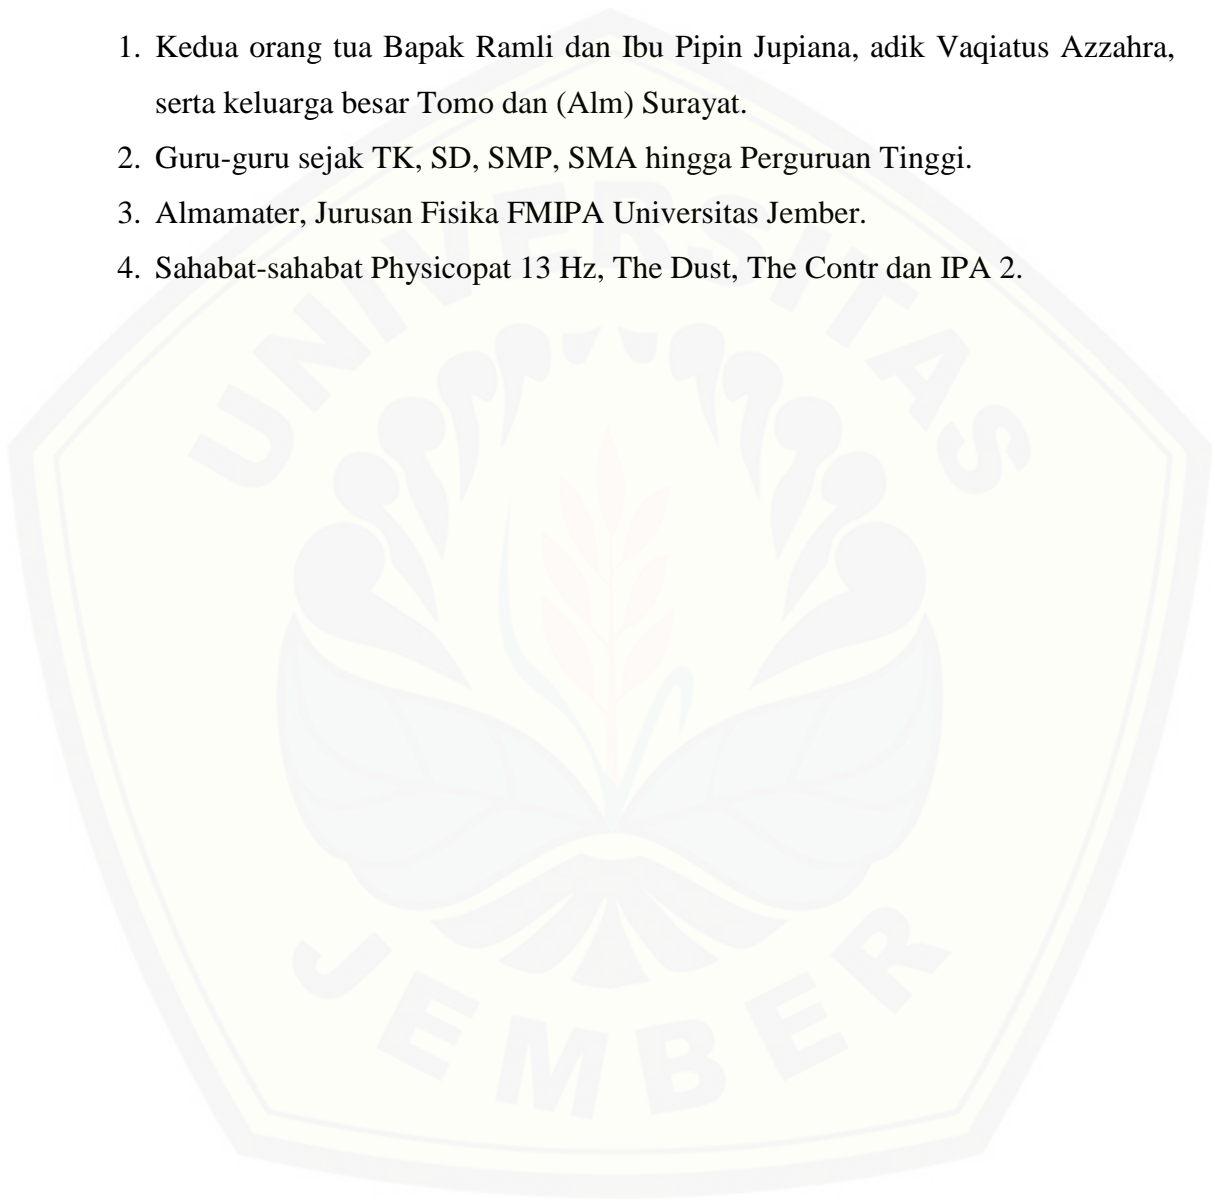 1. Kedua orang tua Bapak Ramli dan Ibu Pipin Jupiana, adik Vaqiatus Azzahra,
serta keluarga besar Tomo dan (Alm) Surayat.
2. Guru-guru sejak TK, SD, SMP, SMA hingga Perguruan Tinggi.
3. Almamater, Jurusan Fisika FMIPA Universitas Jember.
4. Sahabat-sahabat Physicopat 13 Hz, The Dust, The Contr dan IPA 2.
UNIVERSITAS
JEMBER